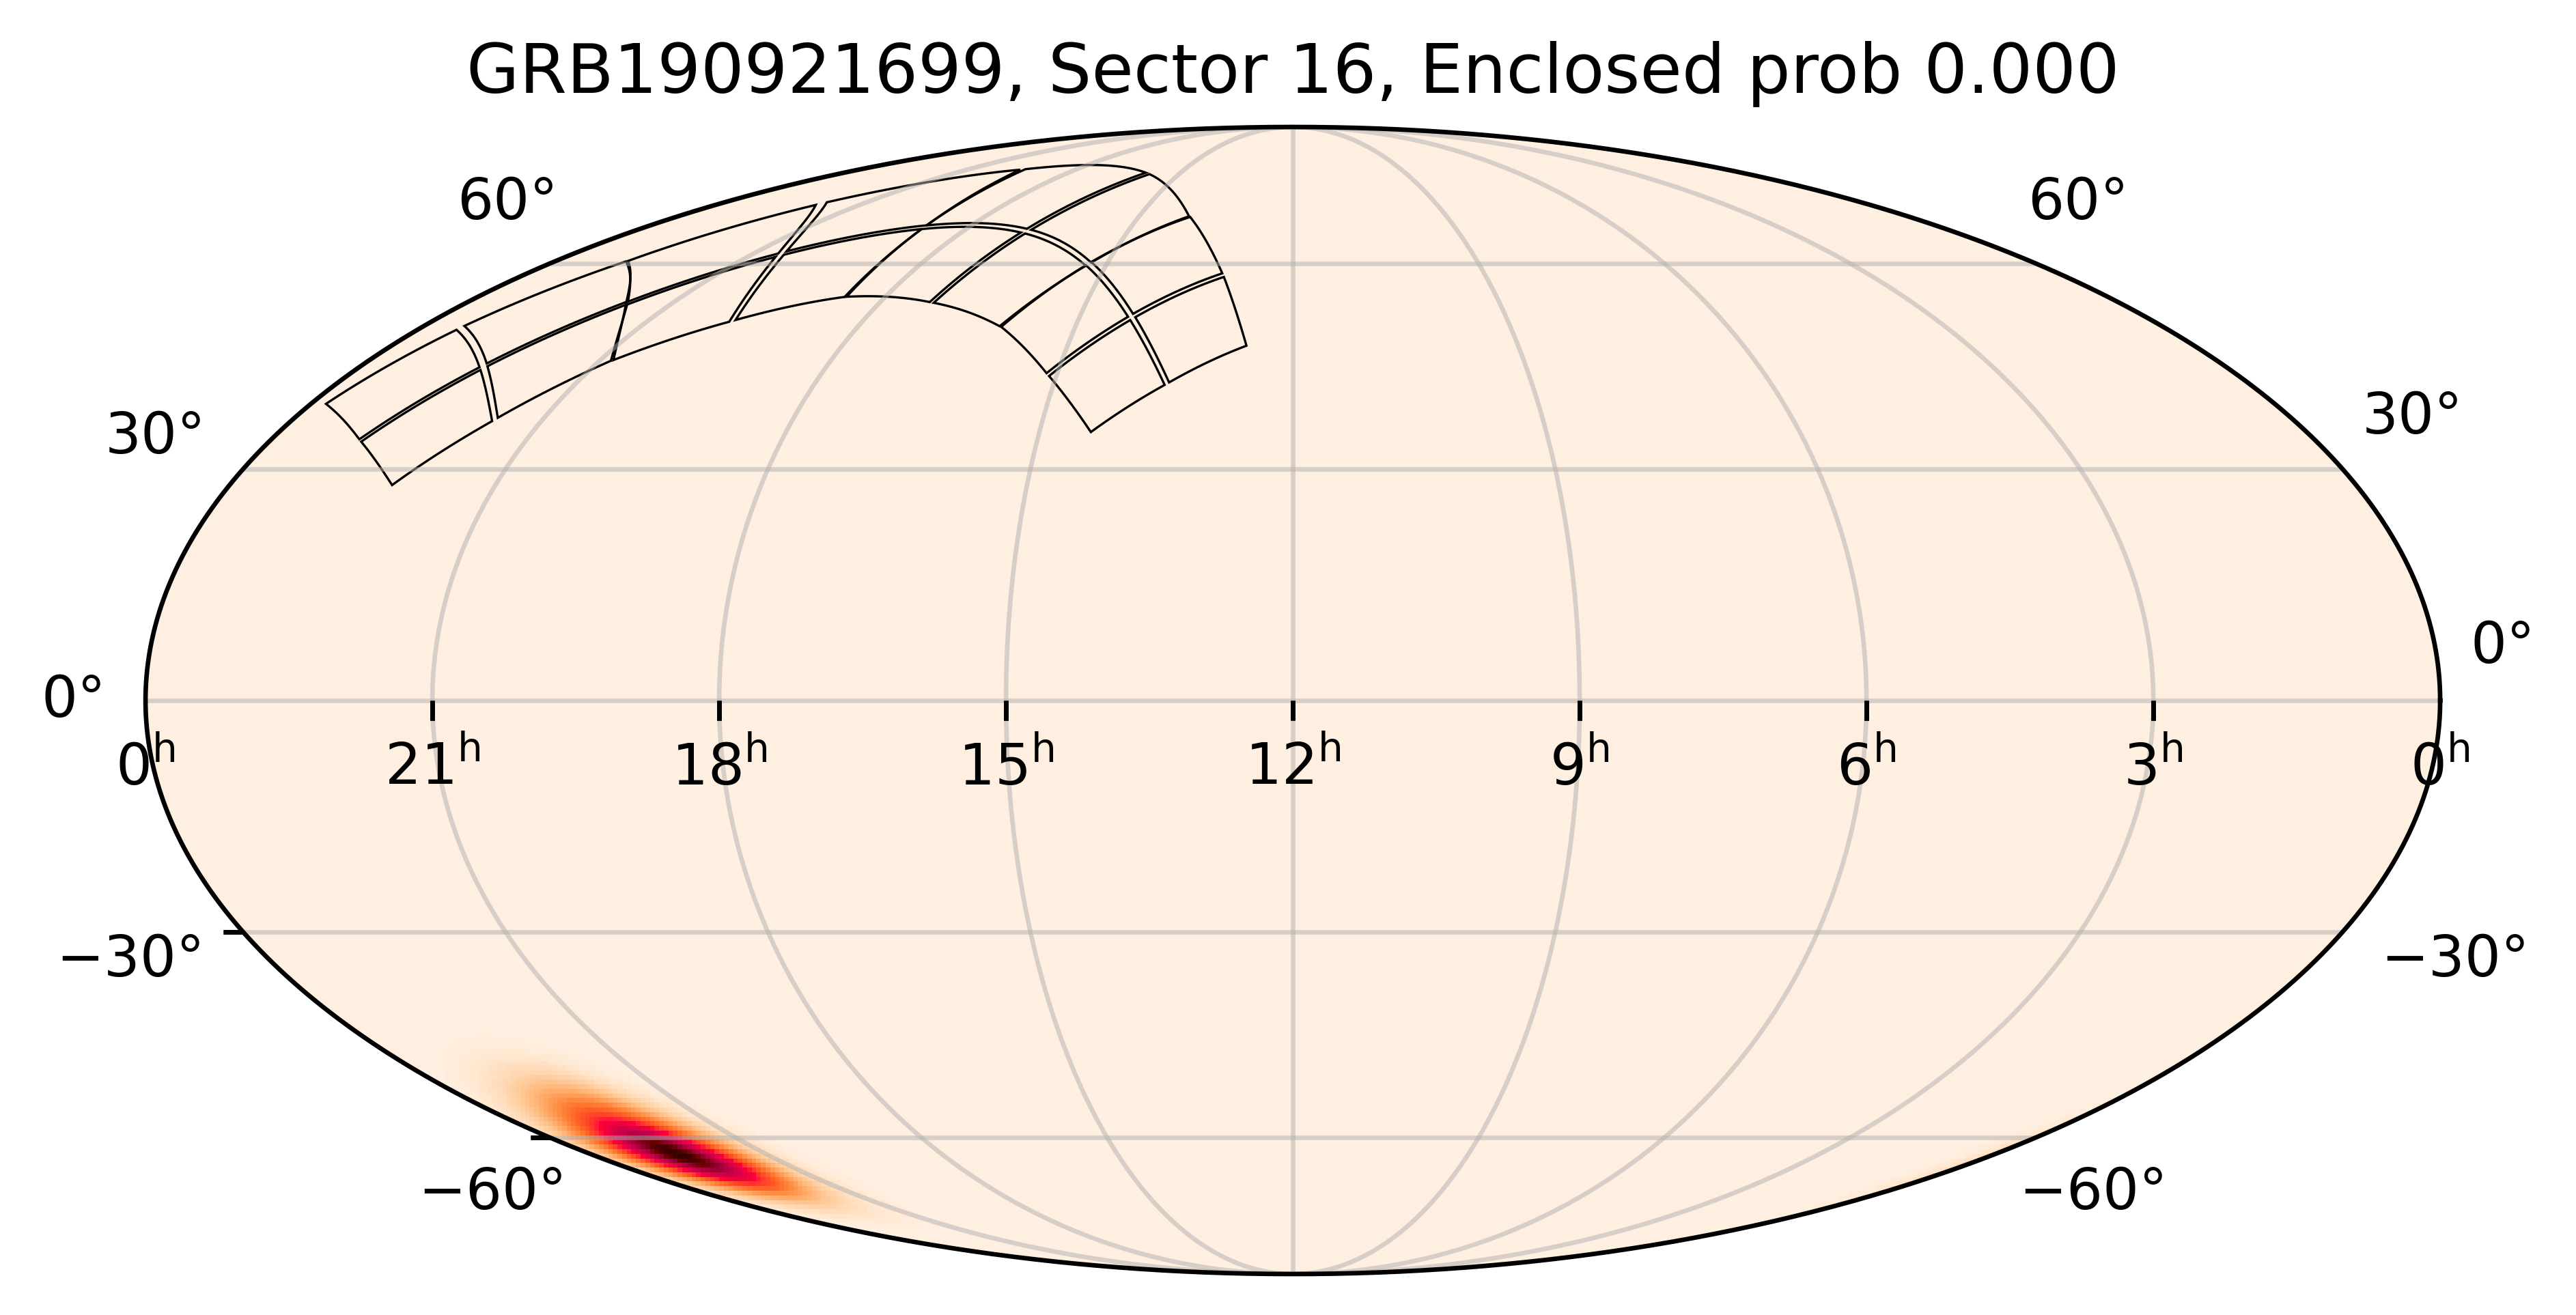 GRB190921699, Sector 16, Enclosed prob 0.000
60° 60°
30° 30°
0° 0°
0ʰ 21ʰ 18ʰ 15ʰ 12ʰ 9ʰ 6ʰ 3ʰ 0ʰ
−30° −30°
−60° −60°